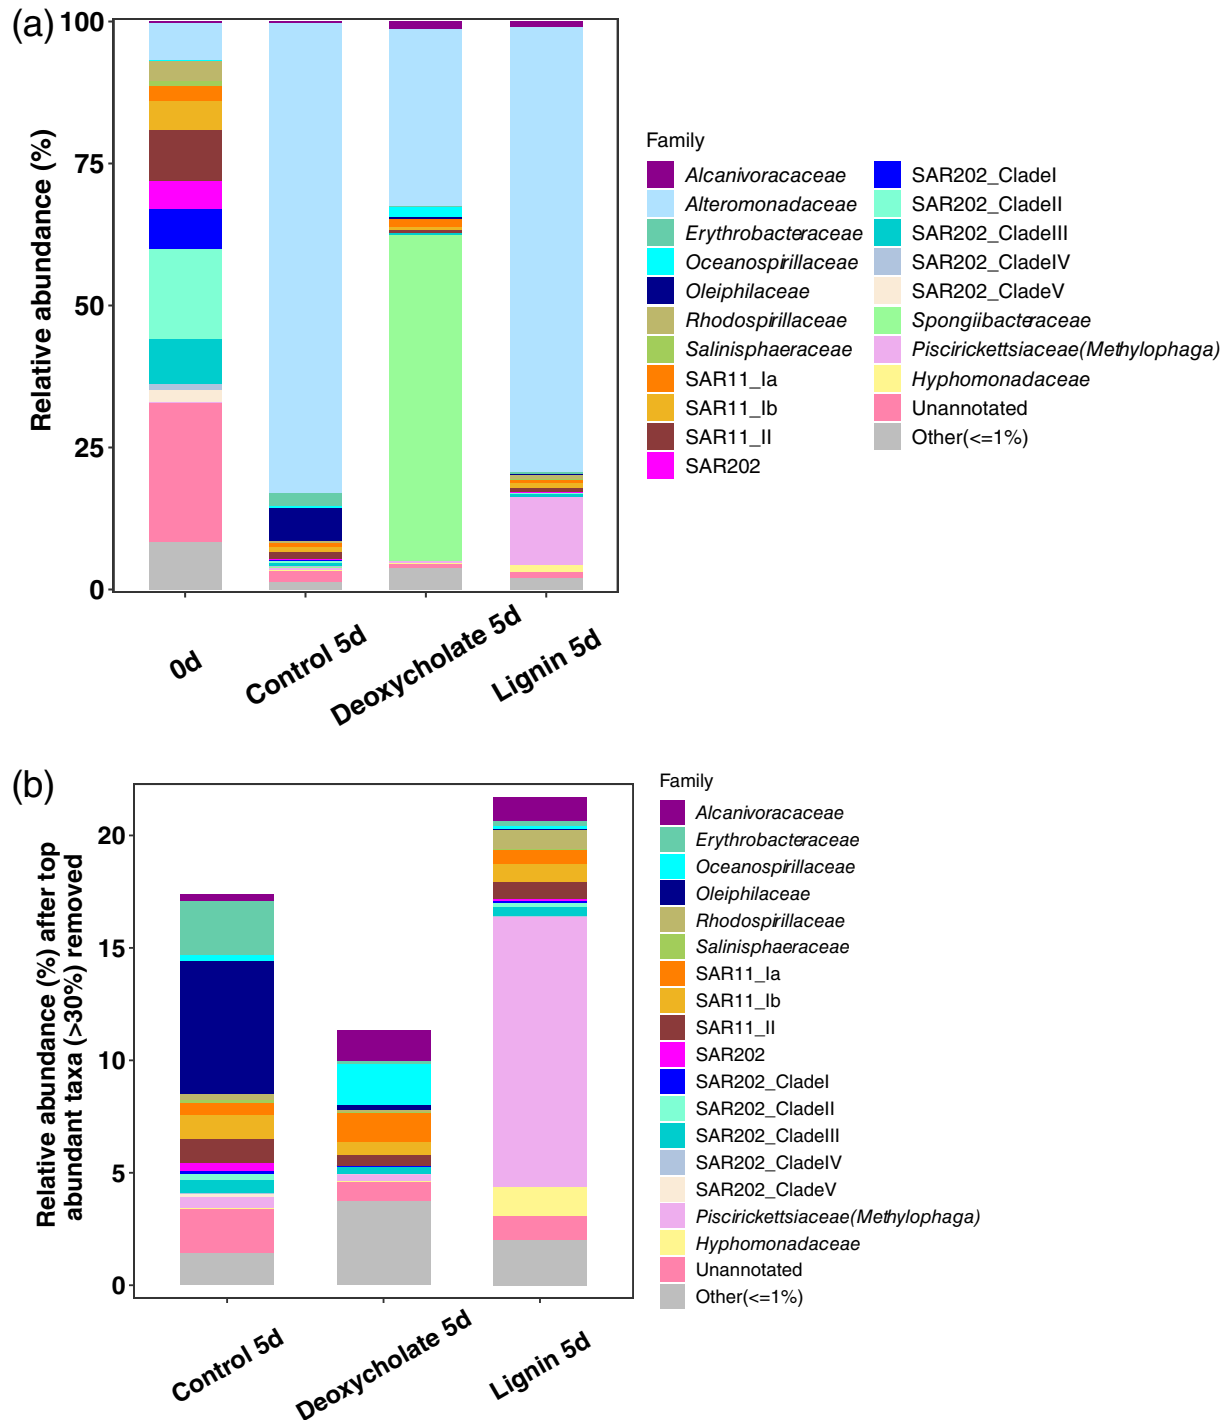 (a)
Relative abundance (%)
100
75
50
25
0
0d
Control 5d
Deoxycholate 5d
Lignin 5d
Family
Alcanivoracaceae
Alteromonadaceae
Erythrobacteraceae
Oceanospirillaceae
Oleiphilaceae
Rhodospirillaceae
Salinisphaeraceae
SAR11_Ia
SAR11_Ib
SAR11_II
SAR202
SAR202_CladeI
SAR202_CladeII
SAR202_CladeIII
SAR202_CladeIV
SAR202_CladeV
Spongiibacteraceae
Piscirickettsiaceae(Methylophaga)
Hyphomonadaceae
Unannotated
Other(<=1%)
(b)
Relative abundance (%) after top
abundant taxa (>30%) removed
20
15
10
5
0
Control 5d
Deoxycholate 5d
Lignin 5d
Family
Alcanivoracaceae
Erythrobacteraceae
Oceanospirillaceae
Oleiphilaceae
Rhodospirillaceae
Salinisphaeraceae
SAR11_Ia
SAR11_Ib
SAR11_II
SAR202
SAR202_CladeI
SAR202_CladeII
SAR202_CladeIII
SAR202_CladeIV
SAR202_CladeV
Piscirickettsiaceae(Methylophaga)
Hyphomonadaceae
Unannotated
Other(<=1%)